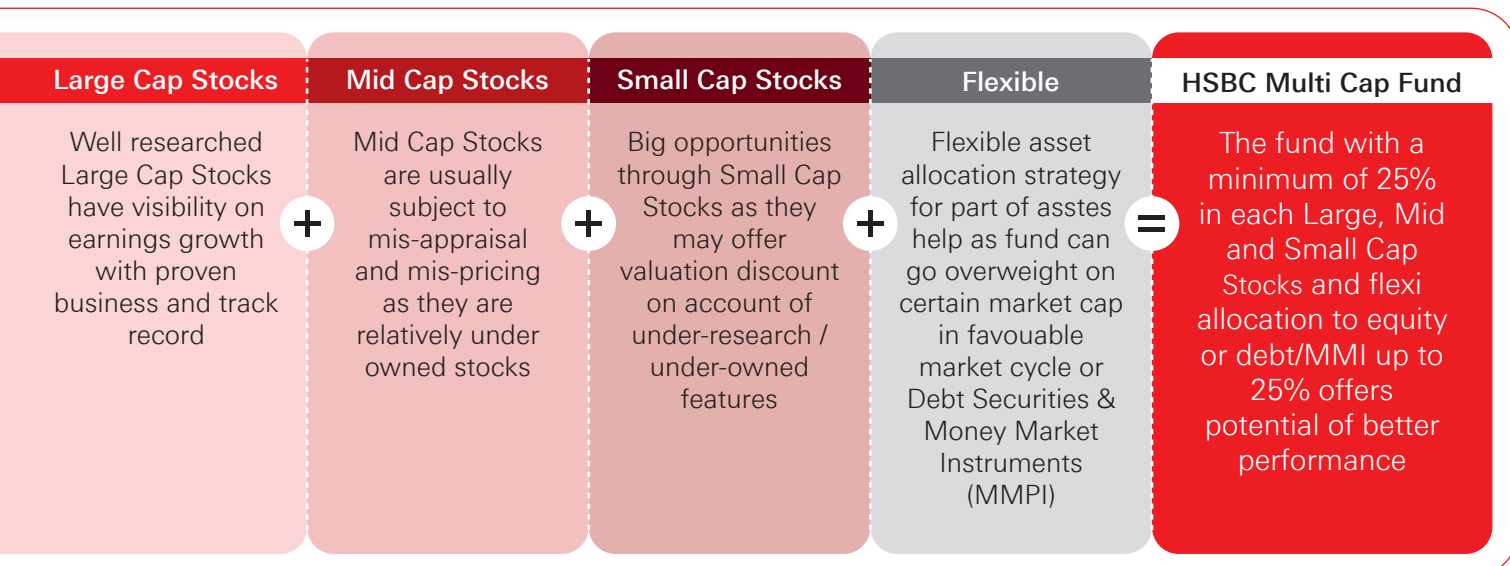 Large Cap Stocks
Well researched
Large Cap Stocks
have visibility on
earnings growth
with proven
business and track
record
+
Mid Cap Stocks
Mid Cap Stocks
are usually
subject to
mis-appraisal
and mis-pricing
as they are
relatively under
owned stocks
+
Small Cap Stocks
Big opportunities
through Small Cap
Stocks as they
may offer
valuation discount
on account of
under-research /
under-owned
features
+
Flexible
Flexible asset
allocation strategy
for part of asstes
help as fund can
go overweight on
certain market cap
in favouable
market cycle or
Debt Securities &
Money Market
Instruments
(MMPI)
=
HSBC Multi Cap Fund
The fund with a
minimum of 25%
in each Large, Mid
and Small Cap
Stocks and flexi
allocation to equity
or debt/MMI up to
25% offers
potential of better
performance